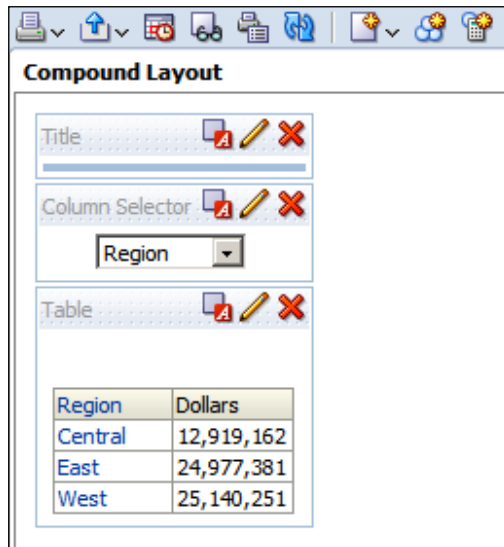 Compound Layout
Title
Column Selector
Region
Table
Region Dollars
Central 12,919,162
East 24,977,381
West 25,140,251